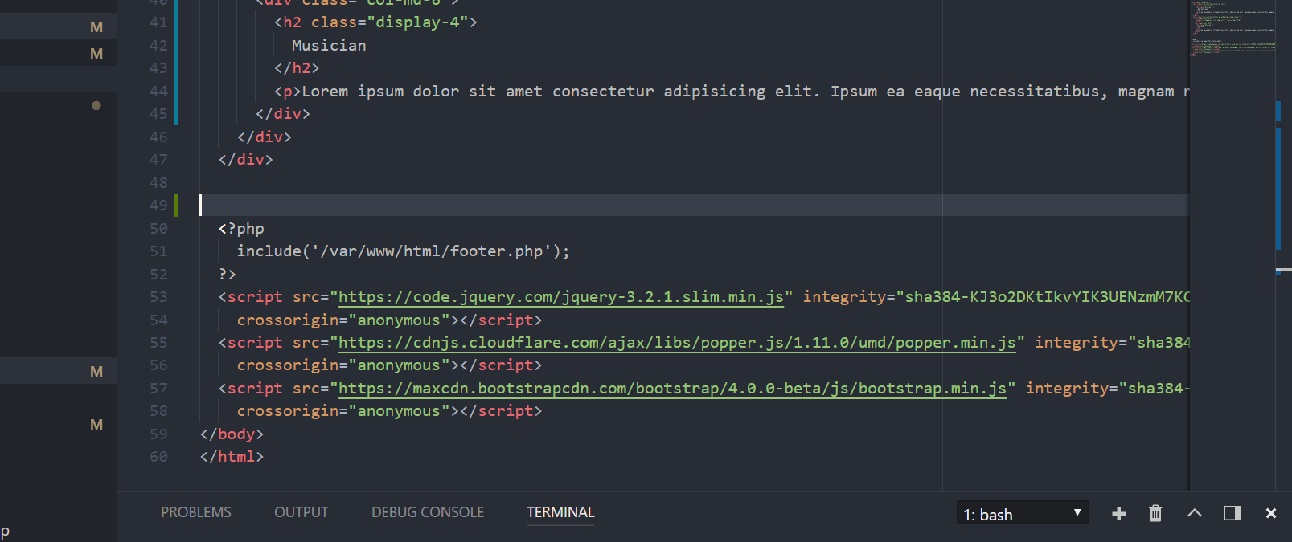 M
M
M
M
p
40 <div class="col-md-6">
41 <h2 class="display-4">
42 Musician
43 </h2>
44 <p>Lorem ipsum dolor sit amet consectetur adipisicing elit. Ipsum ea eaque necessitatibus, magnam
45 </div>
46 </div>
47 </div>
48
49
50 <?php
51 include('/var/www/html/footer.php');
52 ?>
53 <script src="https://code.jquery.com/jquery-3.2.1.slim.min.js" integrity="sha384-KJ3o2DKtIkvYIK3UENzmM7KC
54 crossorigin="anonymous"></script>
55 <script src="https://cdnjs.cloudflare.com/ajax/libs/popper.js/1.11.0/umd/popper.min.js" integrity="sha384
56 crossorigin="anonymous"></script>
57 <script src="https://maxcdn.bootstrapcdn.com/bootstrap/4.0.0-beta/js/bootstrap.min.js" integrity="sha384-
58 crossorigin="anonymous"></script>
59 </body>
60 </html>
PROBLEMS OUTPUT DEBUG CONSOLE TERMINAL 1: bash